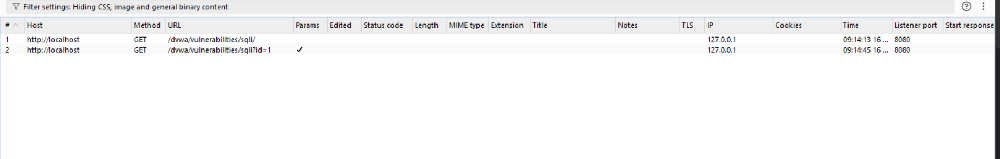 Filter settings: Hiding CSS, image and general binary content
# Host Method URL Params Edited Status code Length MIME type Extension Title Notes TLS IP Cookies Time Listener port Start response
1 http://localhost GET /dvwa/vulnerabilities/sqli/ 127.0.0.1 09:14:13 16 ... 8080
2 http://localhost GET /dvwa/vulnerabilities/sqli?id=1 ✓ 127.0.0.1 09:14:45 16 ... 8080